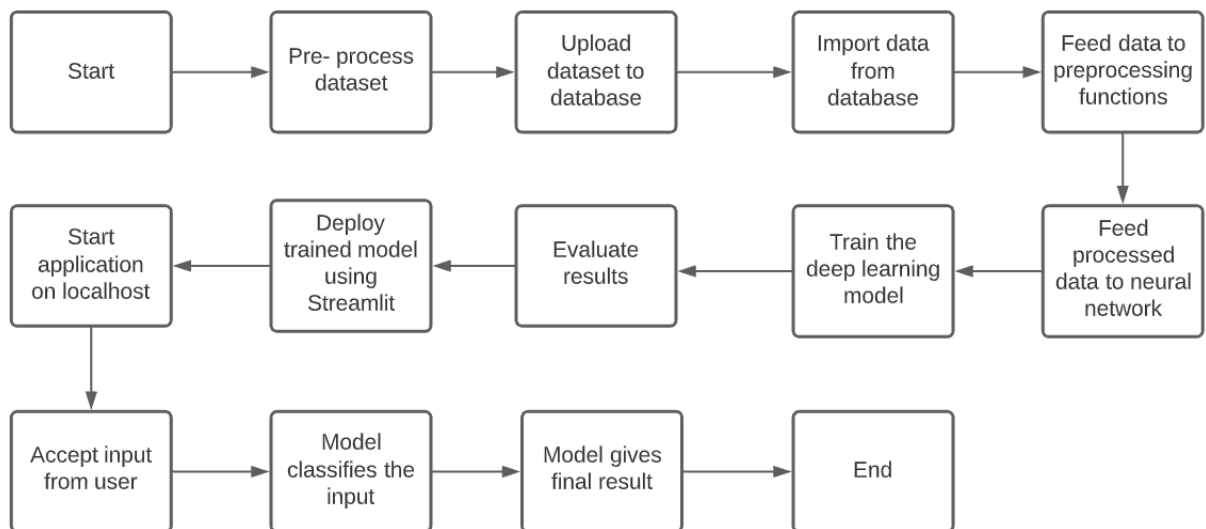 Start
Pre- process
dataset
Upload
dataset to
database
Import data
from
database
Feed data to
preprocessing
functions
Feed
processed
data to neural
network
Train the
deep learning
model
Evaluate
results
Deploy
trained model
using
Streamlit
Start
application
on localhost
Accept input
from user
Model
classifies the
input
Model gives
final result
End